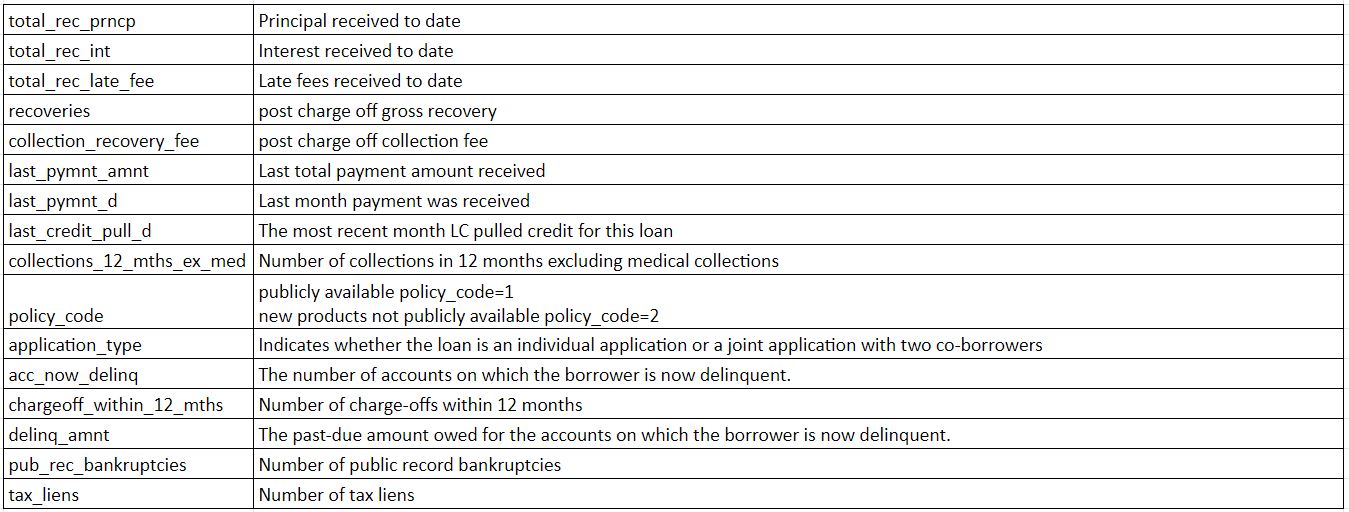 total_rec_prncp Principal received to date
total_rec_int Interest received to date
total_rec_late_fee Late fees received to date
recoveries post charge off gross recovery
collection_recovery_fee post charge off collection fee
last_pymnt_amnt Last total payment amount received
last_pymnt_d Last month payment was received
last_credit_pull_d The most recent month LC pulled credit for this loan
collections_12_mths_ex_med Number of collections in 12 months excluding medical collections
publicly available policy_code=1
policy_code new products not publicly available policy_code=2
application_type Indicates whether the loan is an individual application or a joint application with two co-borrowers
acc_now_delinq The number of accounts on which the borrower is now delinquent.
chargeoff_within_12_mths Number of charge-offs within 12 months
delinq_amnt The past-due amount owed for the accounts on which the borrower is now delinquent.
pub_rec_bankruptcies Number of public record bankruptcies
tax_liens Number of tax liens